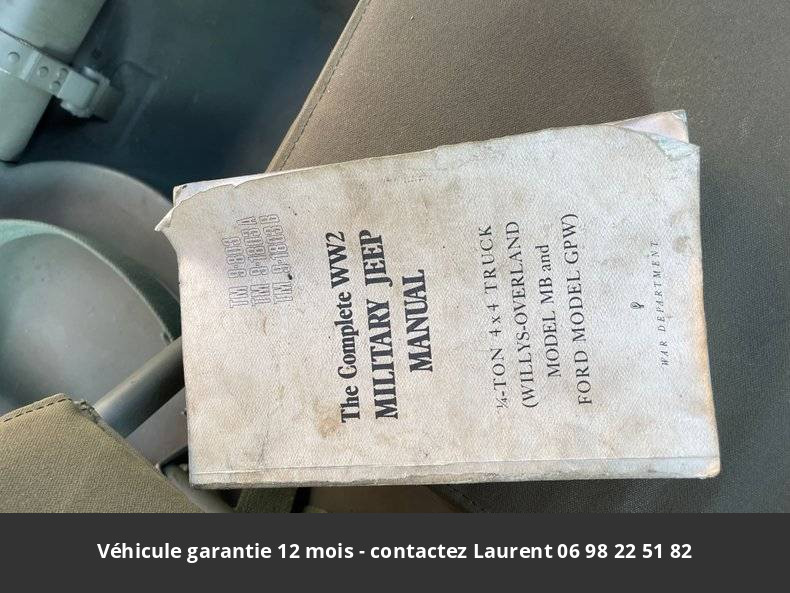 TM 9-803
TM 9-1803A
TM 9-1803B
The Complete WW2
MILITARY JEEP
MANUAL
¼-TON 4x4 TRUCK
(WILLYS-OVERLAND
MODEL MB and
FORD MODEL GPW)
WAR DEPARTMENT
Véhicule garantie 12 mois - contactez Laurent 06 98 22 51 82